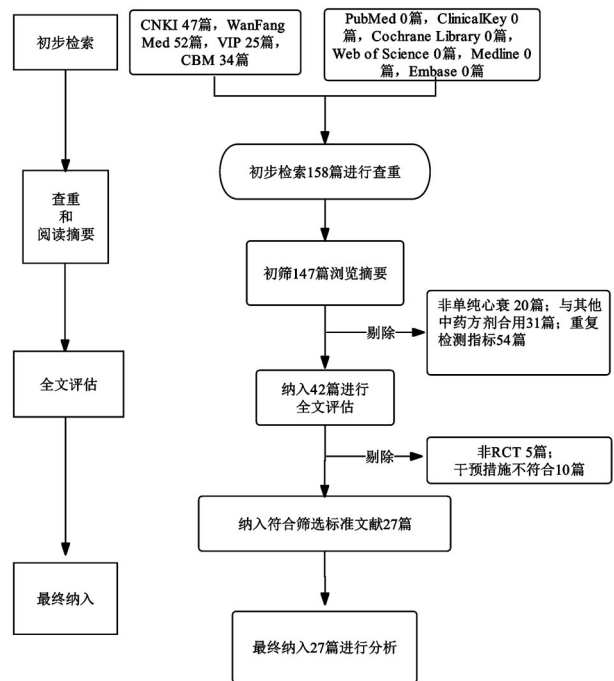 初步检索
CNKI 47篇，WanFang
Med 52篇，VIP 25篇，
CBM 34篇
PubMed 0篇，ClinicalKey 0
篇，Cochrane Library 0篇，
Web of Science 0篇，Medline 0
篇，Embase 0篇
初步检索158篇进行查重
查重
和
阅读摘要
初筛147篇浏览摘要
剔除
非单纯心衰 20篇；与其他
中药方剂合用31篇；重复
检测指标54篇
全文评估
纳入42篇进行
全文评估
剔除
非RCT 5篇；
干预措施不符合10篇
纳入符合筛选标准文献27篇
最终纳入
最终纳入27篇进行分析